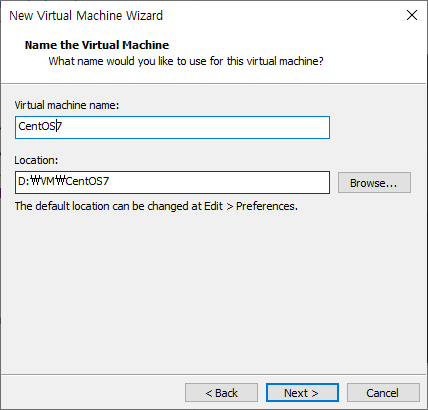 New Virtual Machine Wizard
Name the Virtual Machine
What name would you like to use for this virtual machine?
Virtual machine name:
CentOS7
Location:
D:₩VM₩CentOS7
Browse...
The default location can be changed at Edit > Preferences.
< Back
Next >
Cancel